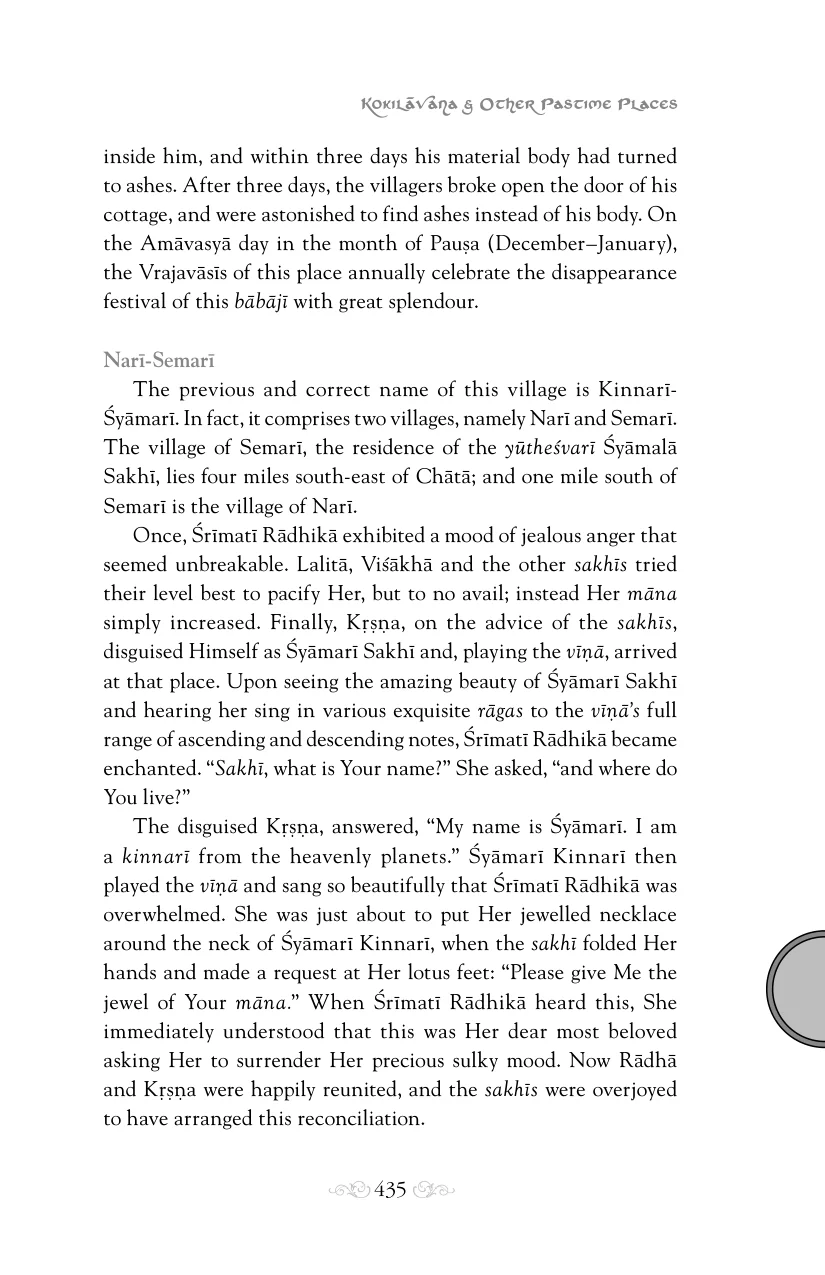 Kokilāvana & Other Pastime Places
inside him, and within three days his material body had turned
to ashes. After three days, the villagers broke open the door of his
cottage, and were astonished to find ashes instead of his body. On
the Amāvasyā day in the month of Pauṣa (December–January),
the Vrajavāsīs of this place annually celebrate the disappearance
festival of this bābājī with great splendour.
Narī-Semarī
The previous and correct name of this village is Kinnarī-
Śyāmarī. In fact, it comprises two villages, namely Narī and Semarī.
The village of Semarī, the residence of the yūtheśvarī Śyāmalā
Sakhī, lies four miles south-east of Chātā; and one mile south of
Semarī is the village of Narī.
Once, Śrīmatī Rādhikā exhibited a mood of jealous anger that
seemed unbreakable. Lalitā, Viśākhā and the other sakhīs tried
their level best to pacify Her, but to no avail; instead Her māna
simply increased. Finally, Kṛṣṇa, on the advice of the sakhīs,
disguised Himself as Śyāmarī Sakhī and, playing the vīṇā, arrived
at that place. Upon seeing the amazing beauty of Śyāmarī Sakhī
and hearing her sing in various exquisite rāgas to the vīṇā’s full
range of ascending and descending notes, Śrīmatī Rādhikā became
enchanted. “Sakhī, what is Your name?” She asked, “and where do
You live?”
The disguised Kṛṣṇa, answered, “My name is Śyāmarī. I am
a kinnarī from the heavenly planets.” Śyāmarī Kinnarī then
played the vīṇā and sang so beautifully that Śrīmatī Rādhikā was
overwhelmed. She was just about to put Her jewelled necklace
around the neck of Śyāmarī Kinnarī, when the sakhī folded Her
hands and made a request at Her lotus feet: “Please give Me the
jewel of Your māna.” When Śrīmatī Rādhikā heard this, She
immediately understood that this was Her dear most beloved
asking Her to surrender Her precious sulky mood. Now Rādhā
and Kṛṣṇa were happily reunited, and the sakhīs were overjoyed
to have arranged this reconciliation.
435